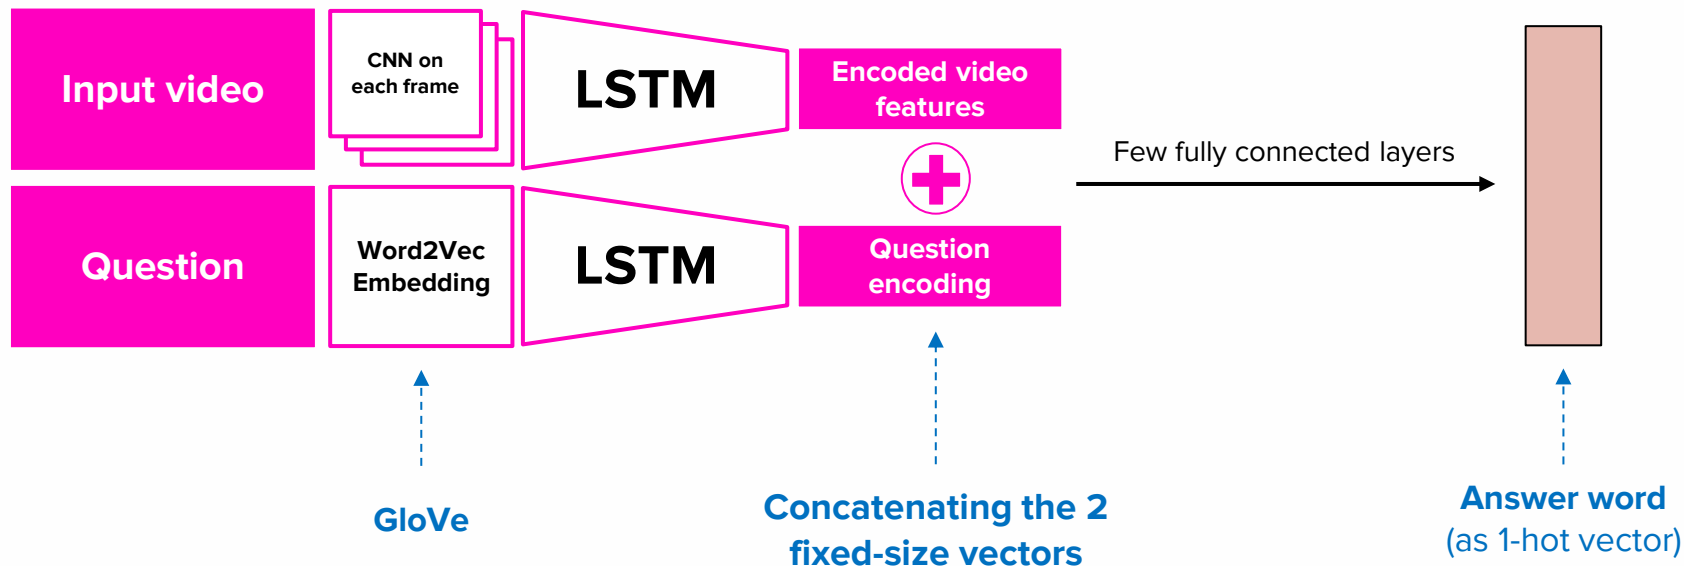 Input video
CNN on
each frame
LSTM
Encoded video
features
Few fully connected layers
Question
Word2Vec
Embedding
LSTM
Question
encoding
GloVe
Concatenating the 2
fixed-size vectors
Answer word
(as 1-hot vector)